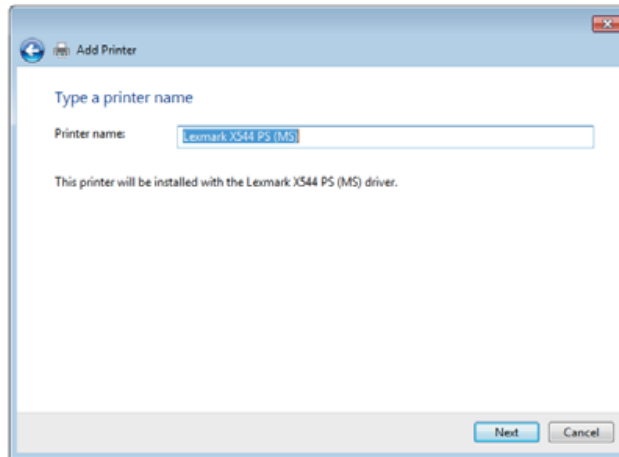 Add Printer
Type a printer name
Printer name: Lexmark X544 PS (MS)
This printer will be installed with the Lexmark X544 PS (MS) driver.
Next Cancel